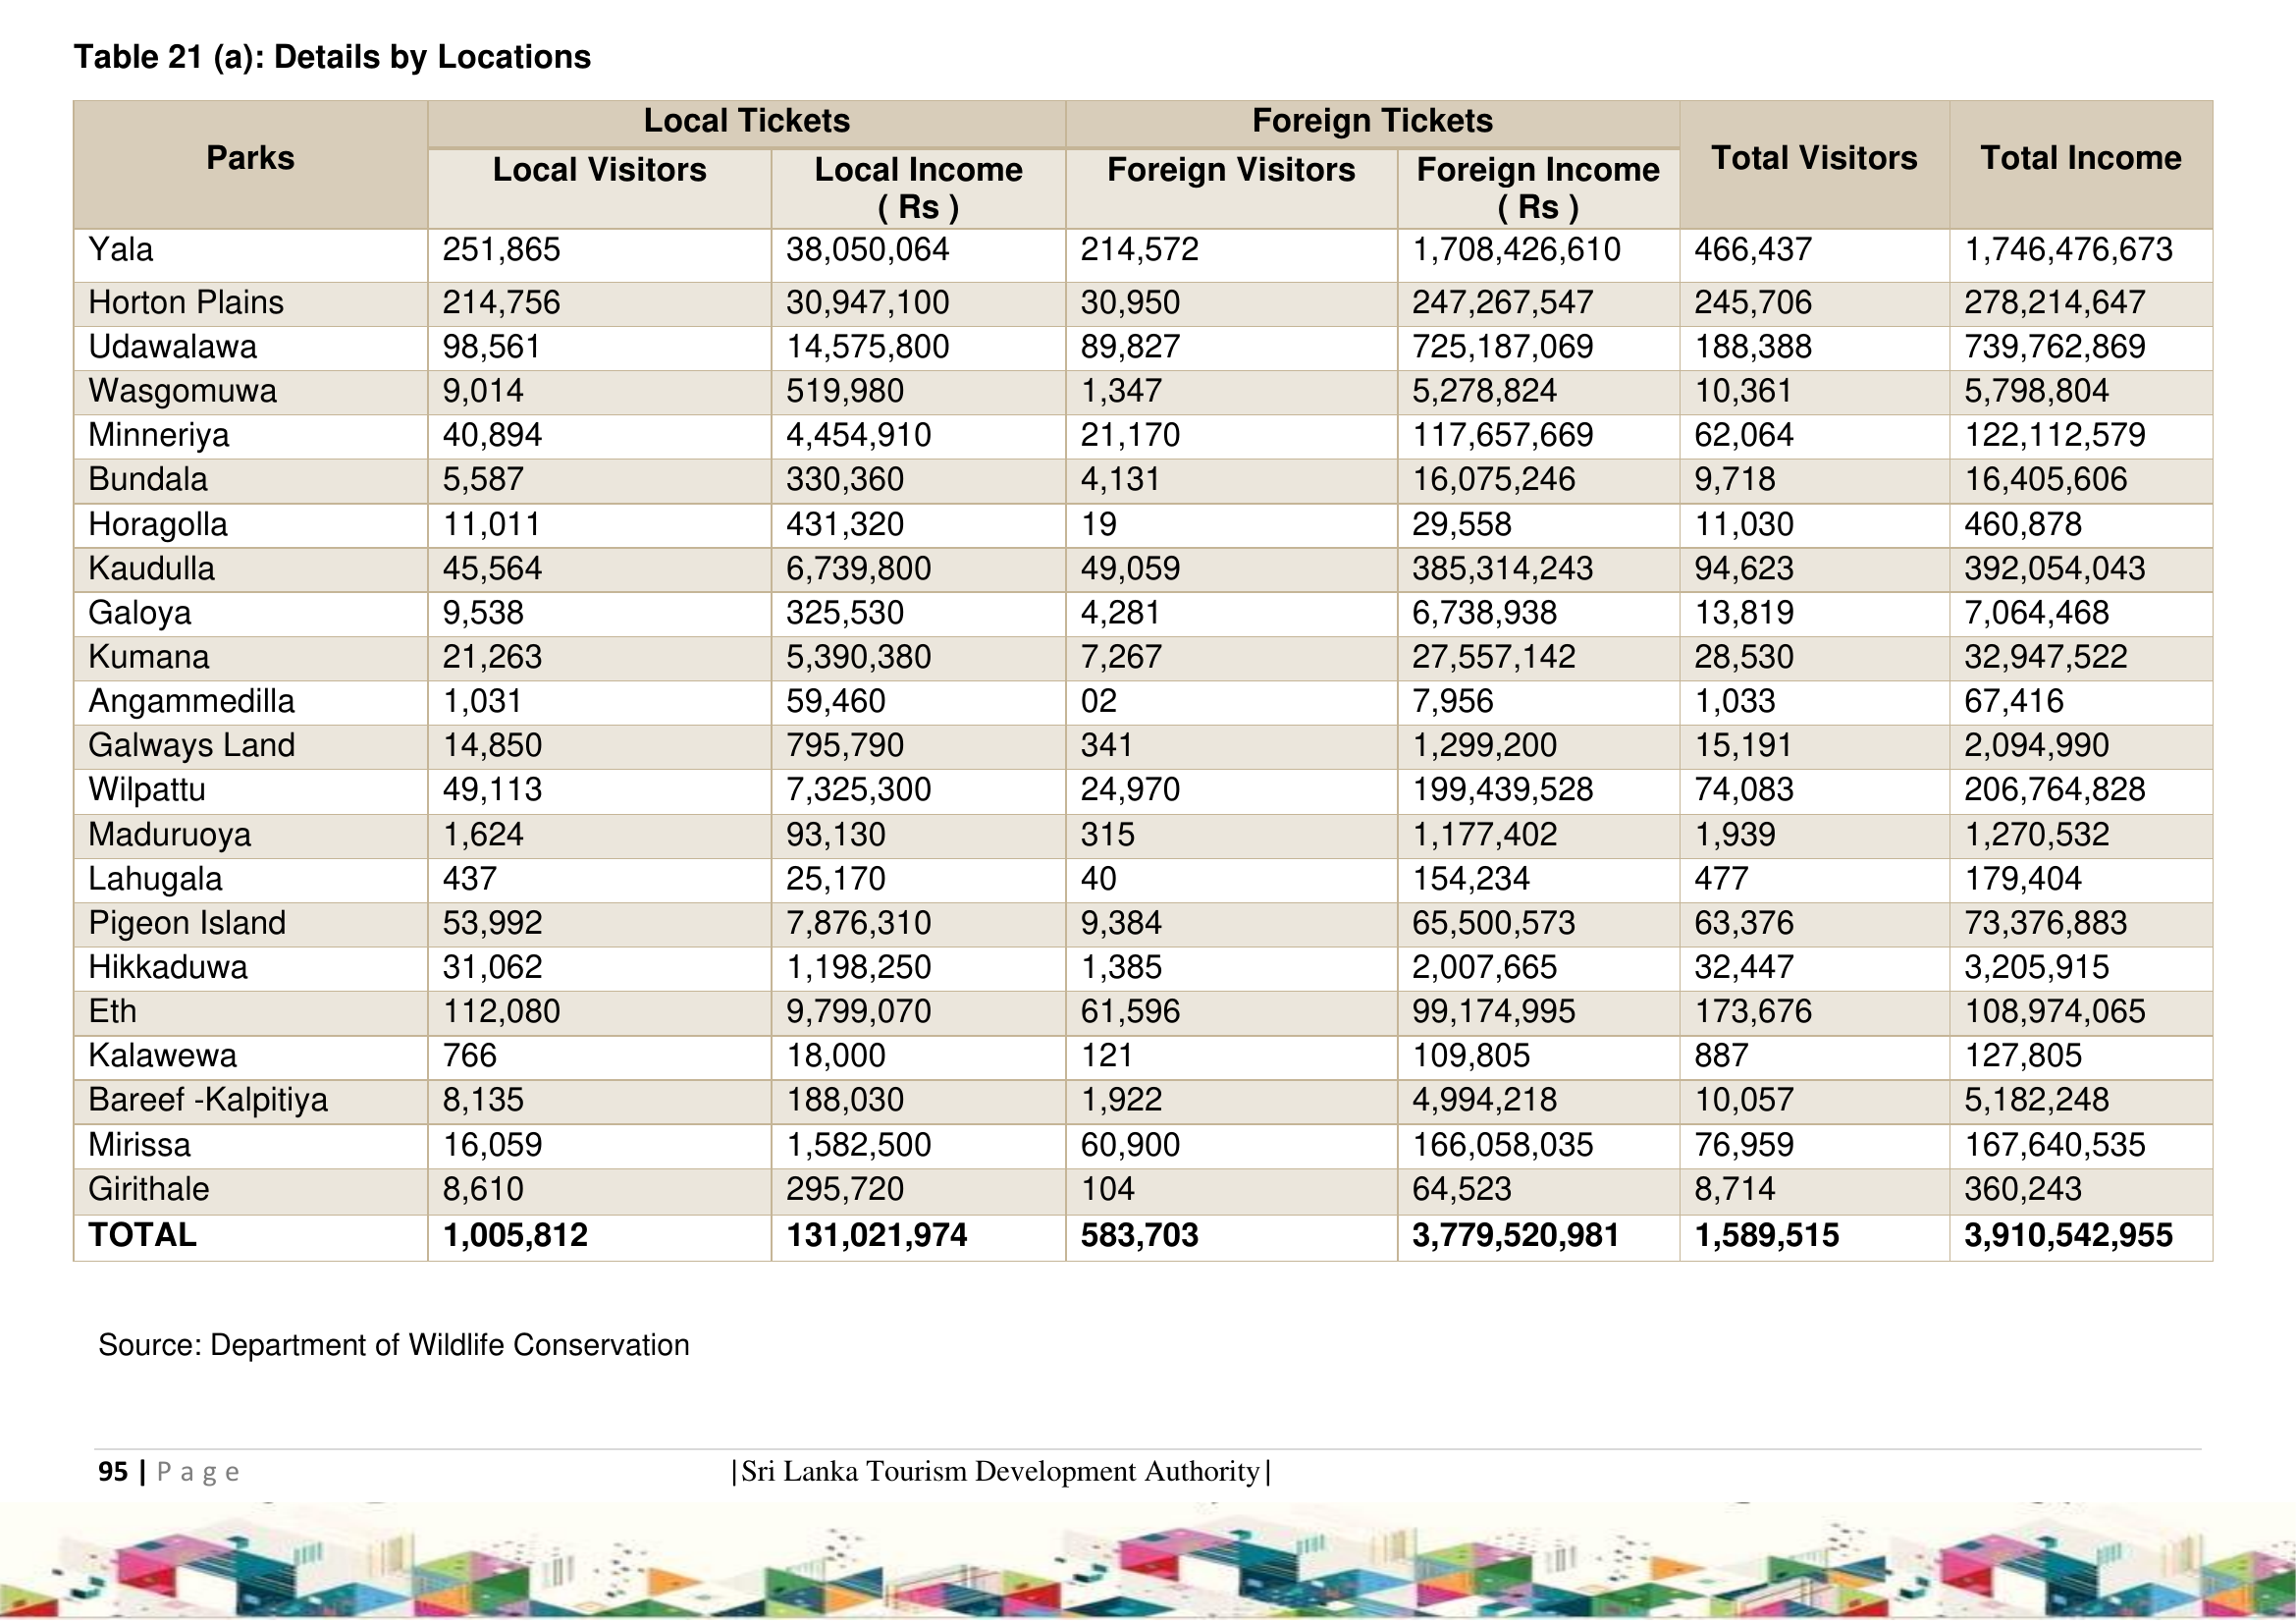 Table 21 (a): Details by Locations
Parks Local Tickets Foreign Tickets Total Visitors Total Income
Local Visitors Local Income ( Rs ) Foreign Visitors Foreign Income ( Rs )
Yala 251,865 38,050,064 214,572 1,708,426,610 466,437 1,746,476,673
Horton Plains 214,756 30,947,100 30,950 247,267,547 245,706 278,214,647
Udawalawa 98,561 14,575,800 89,827 725,187,069 188,388 739,762,869
Wasgomuwa 9,014 519,980 1,347 5,278,824 10,361 5,798,804
Minneriya 40,894 4,454,910 21,170 117,657,669 62,064 122,112,579
Bundala 5,587 330,360 4,131 16,075,246 9,718 16,405,606
Horagolla 11,011 431,320 19 29,558 11,030 460,878
Kaudulla 45,564 6,739,800 49,059 385,314,243 94,623 392,054,043
Galoya 9,538 325,530 4,281 6,738,938 13,819 7,064,468
Kumana 21,263 5,390,380 7,267 27,557,142 28,530 32,947,522
Angammedilla 1,031 59,460 02 7,956 1,033 67,416
Galways Land 14,850 795,790 341 1,299,200 15,191 2,094,990
Wilpattu 49,113 7,325,300 24,970 199,439,528 74,083 206,764,828
Maduruoya 1,624 93,130 315 1,177,402 1,939 1,270,532
Lahugala 437 25,170 40 154,234 477 179,404
Pigeon Island 53,992 7,876,310 9,384 65,500,573 63,376 73,376,883
Hikkaduwa 31,062 1,198,250 1,385 2,007,665 32,447 3,205,915
Eth 112,080 9,799,070 61,596 99,174,995 173,676 108,974,065
Kalawewa 766 18,000 121 109,805 887 127,805
Bareef -Kalpitiya 8,135 188,030 1,922 4,994,218 10,057 5,182,248
Mirissa 16,059 1,582,500 60,900 166,058,035 76,959 167,640,535
Girithale 8,610 295,720 104 64,523 8,714 360,243
TOTAL 1,005,812 131,021,974 583,703 3,779,520,981 1,589,515 3,910,542,955
Source: Department of Wildlife Conservation
95 | Page |Sri Lanka Tourism Development Authority|